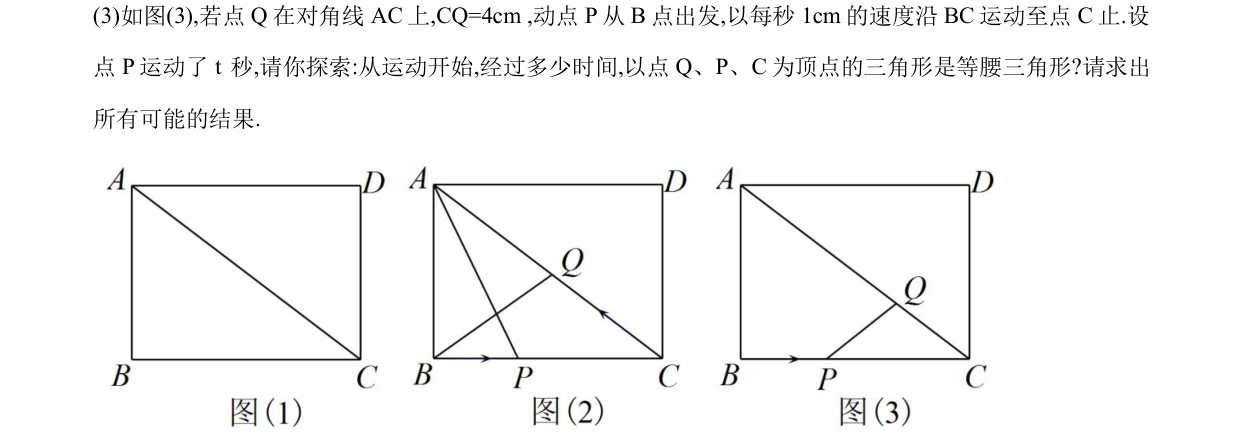 (3)如图(3),若点 Q 在对角线 AC 上,CQ=4cm ,动点 P 从 B 点出发,以每秒 1cm 的速度沿 BC 运动至点 C 止.设
点 P 运动了 t 秒,请你探索:从运动开始,经过多少时间,以点 Q、P、C 为顶点的三角形是等腰三角形?请求出
所有可能的结果.
A D A D A D
Q Q
B C B P C B P C
图(1) 图(2) 图(3)